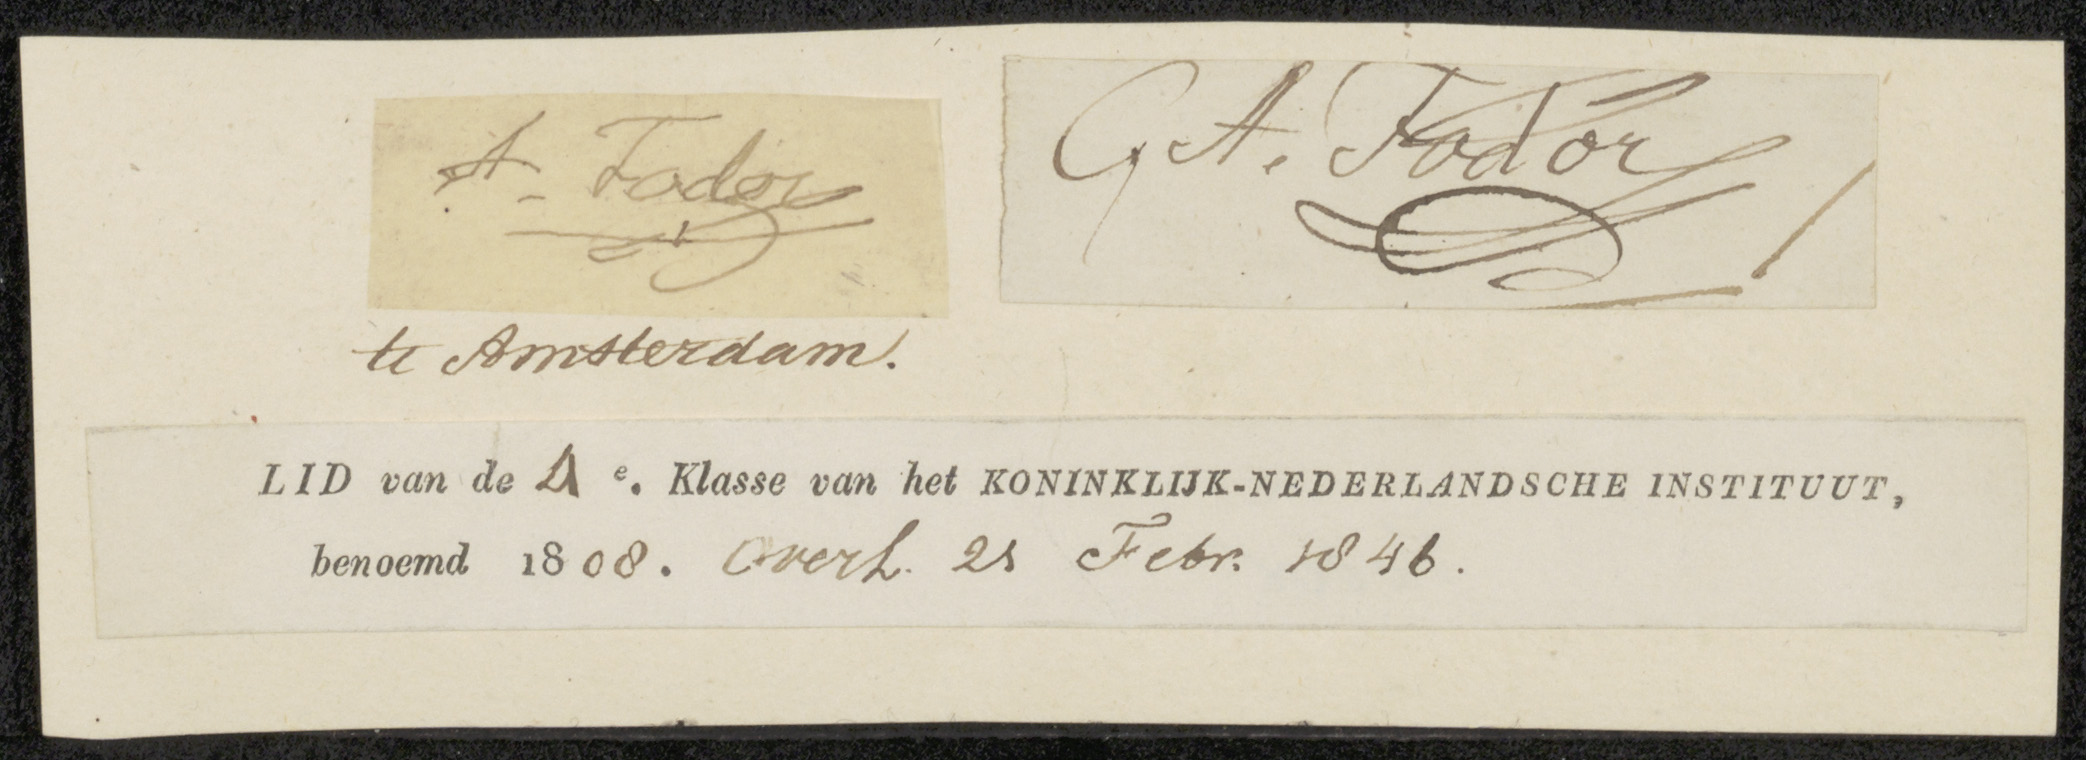 A. Fodor
C. A. Fodor
te Amsterdam.
LID van de 4e. Klasse van het KONINKLIJK-NEDERLANDSCHE INSTITUUT,
benoemd 1808. Overl. 21 Febr. 1846.